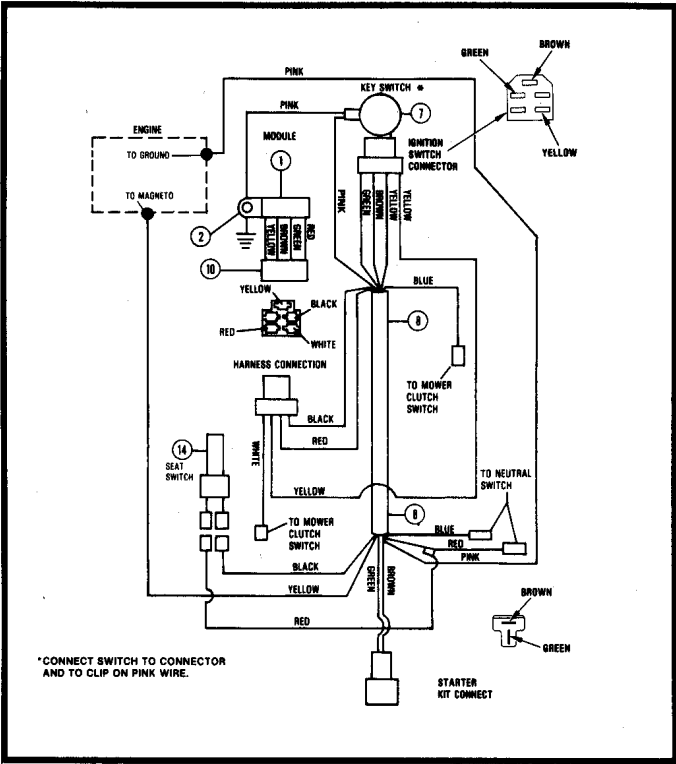 GREEN
BROWN
PINK
KEY SWITCH *
PINK
7
ENGINE
MODULE
IGNITION
SWITCH
CONNECTOR
YELLOW
TO GROUND
1
TO MAGNETO
PINK
GREEN
BROWN
YELLOW
YELLOW
2
YELLOW
BROWN
GREEN
RED
10
BLUE
YELLOW
BLACK
8
RED
WHITE
HARNESS CONNECTION
TO MOWER
CLUTCH
SWITCH
BLACK
RED
WHITE
14
SEAT
SWITCH
TO NEUTRAL
SWITCH
YELLOW
8
TO MOWER
CLUTCH
SWITCH
BLUE
RED
PINK
BLACK
GREEN
BROWN
YELLOW
BROWN
RED
GREEN
*CONNECT SWITCH TO CONNECTOR
AND TO CLIP ON PINK WIRE.
STARTER
KIT CONNECT